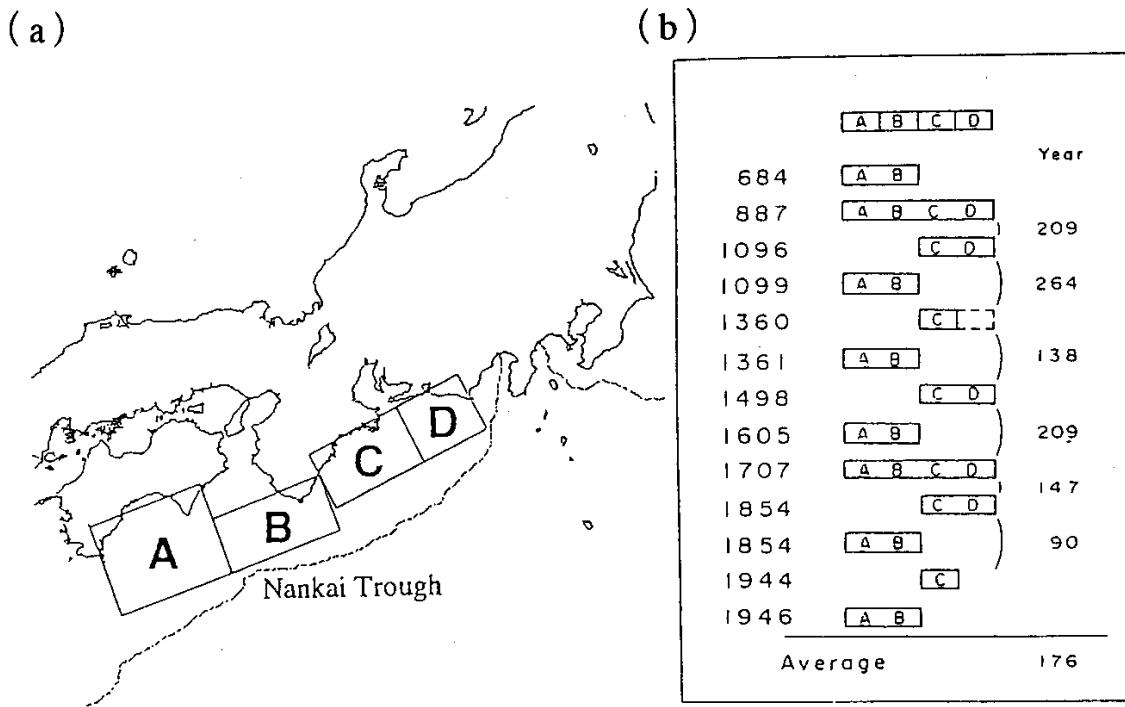 (a)
A
B
C
D
Nankai Trough
(b)
A B C D
Year
684 A B
887 A B C D
209
1096 C D
1099 A B 264
1360 C
1361 A B 138
1498 C D
1605 A B 209
1707 A B C D
147
1854 C D
1854 A B 90
1944 C
1946 A B
Average 176